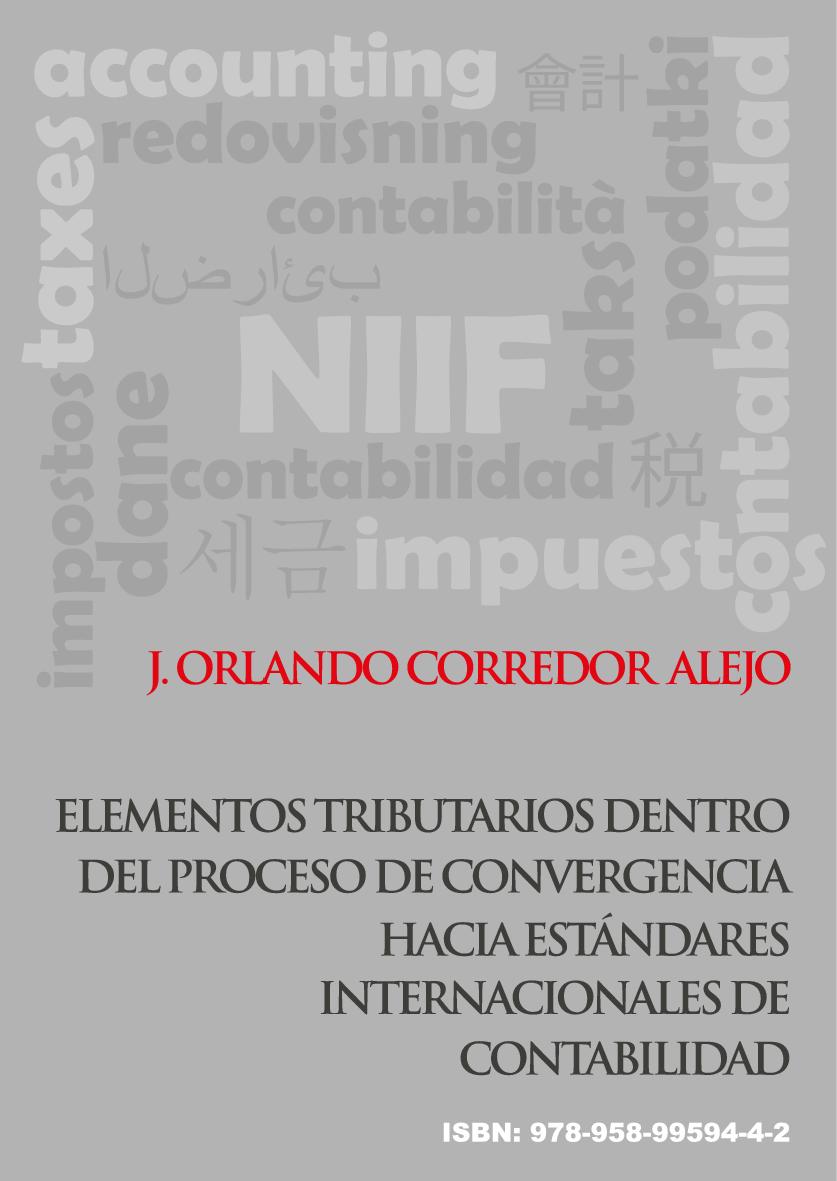 accounting
會計
podatki
contabilidad
taxes
redovisning
contabilità
الضرائب
taks
NIIF
impostos
dane
contabilidad
税
세금
impuestos
J. ORLANDO CORREDOR ALEJO
ELEMENTOS TRIBUTARIOS DENTRO
DEL PROCESO DE CONVERGENCIA
HACIA ESTÁNDARES
INTERNACIONALES DE
CONTABILIDAD
ISBN: 978-958-99594-4-2